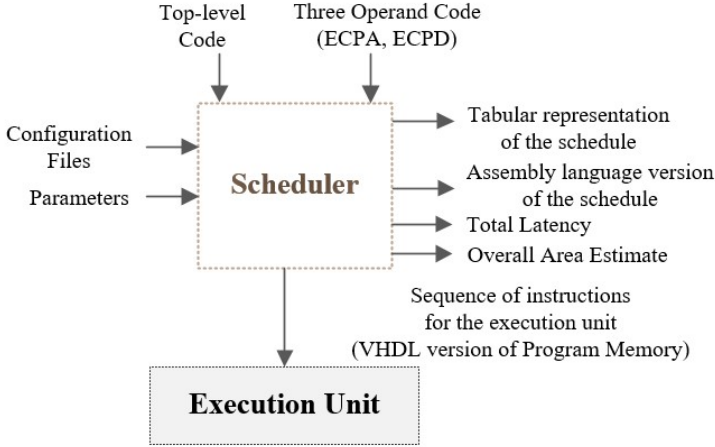 Top-level
Code
Three Operand Code
(ECPA, ECPD)
Configuration
Files
Parameters
Scheduler
Tabular representation
of the schedule
Assembly language version
of the schedule
Total Latency
Overall Area Estimate
Sequence of instructions
for the execution unit
(VHDL version of Program Memory)
Execution Unit